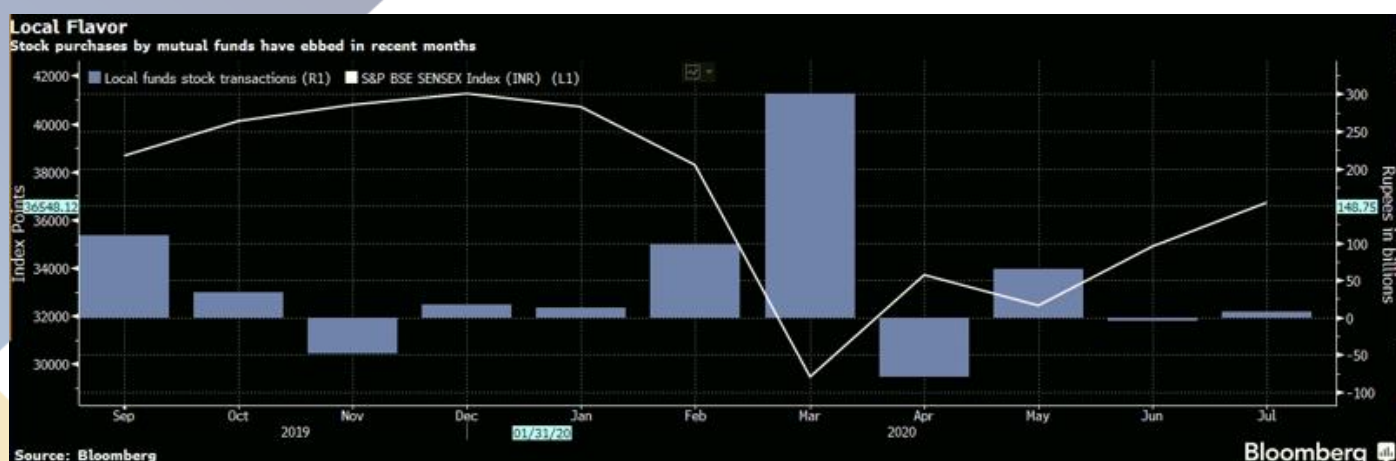 Local Flavor
Stock purchases by mutual funds have ebbed in recent months
Local funds stock transactions (R1) S&P BSE SENSEX Index (INR) (L1)
42000
40000
38000
36548.12
36000
34000
32000
30000
Index Points
300
250
200
148.75
100
50
0
-50
-100
Rupees in billions
Sep Oct Nov Dec Jan Feb Mar Apr May Jun Jul
2019 01/31/20 2020
Source: Bloomberg Bloomberg